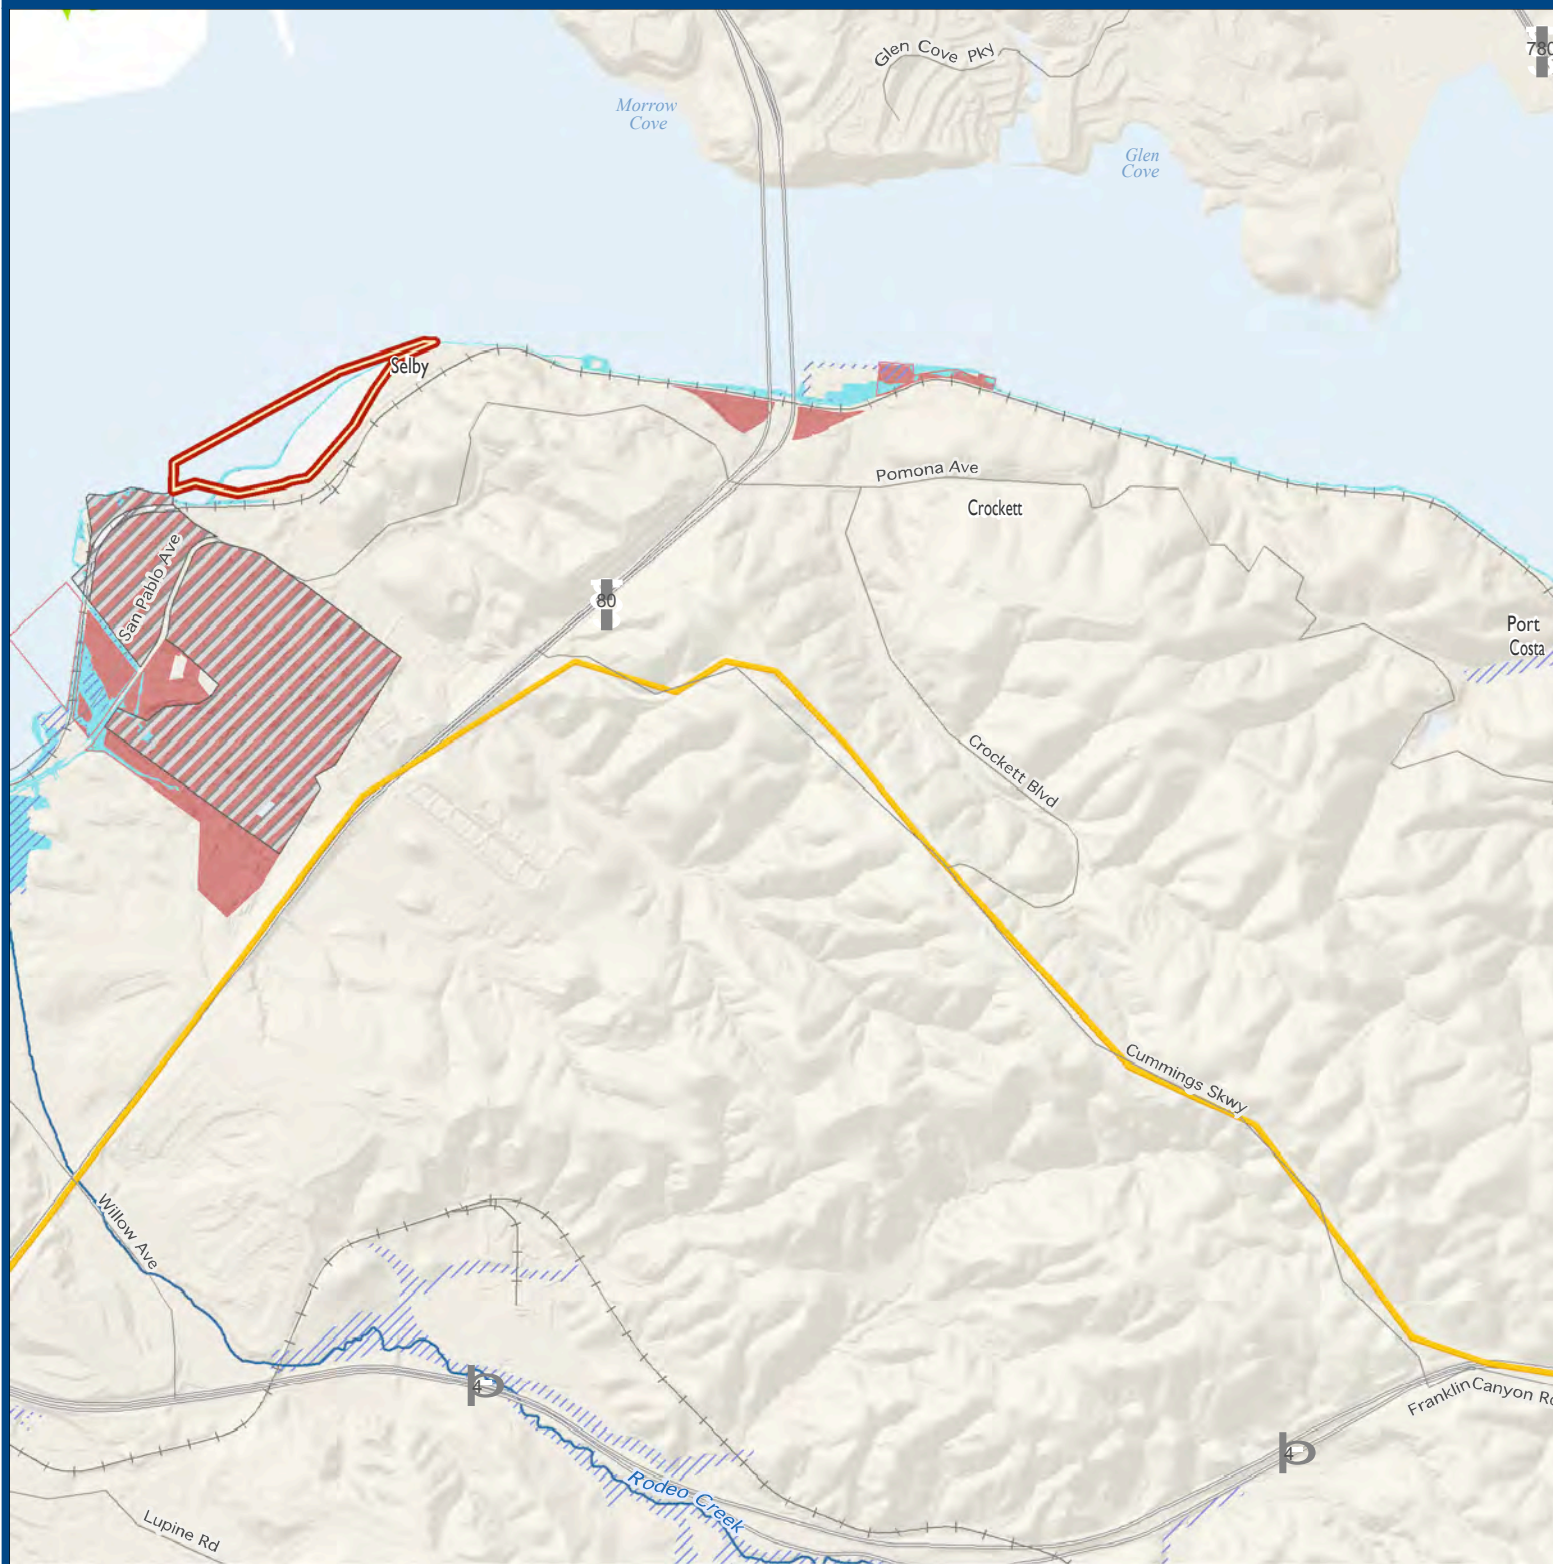 Glen Cove Pky
780
Morrow
Cove
Glen
Cove
Selby
Pomona Ave
Crockett
San Pablo Ave
80
Port
Costa
Crockett Blvd
Cummings Skwy
Willow Ave
4
Franklin Canyon Rd
4
Rodeo Creek
Lupine Rd